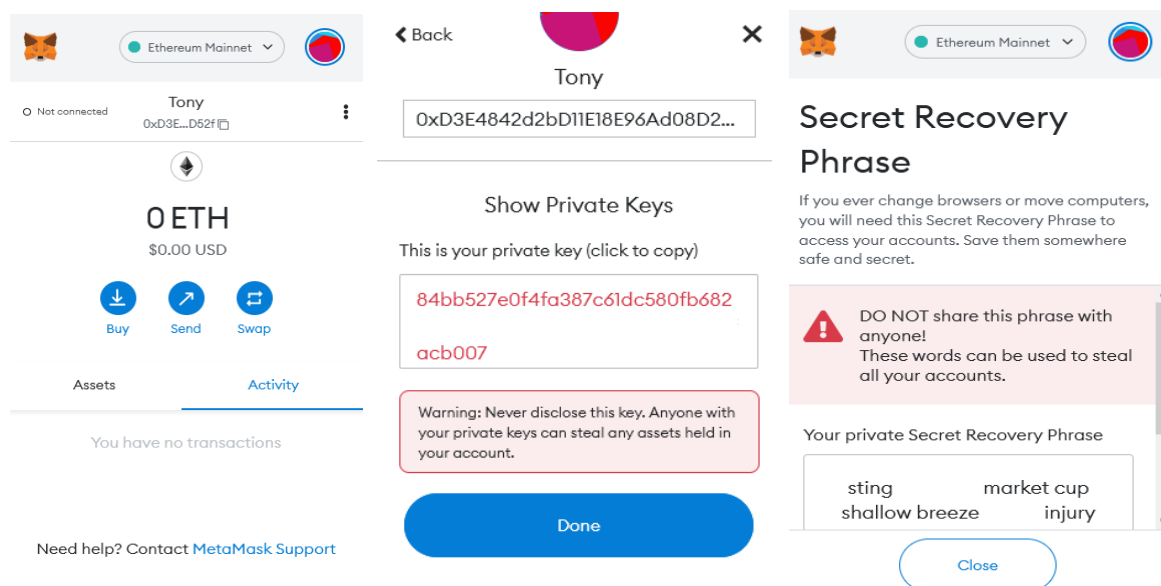 Ethereum Mainnet
Not connected
Tony
0xD3E...D52f
0 ETH
$0.00 USD
Buy
Send
Swap
Assets
Activity
You have no transactions
Need help? Contact MetaMask Support
Back
Tony
0xD3E4842d2bD11E18E96Ad08D2...
Show Private Keys
This is your private key (click to copy)
84bb527e0f4fa387c61dc580fb682
acb007
Warning: Never disclose this key. Anyone with
your private keys can steal any assets held in
your account.
Done
Ethereum Mainnet
Secret Recovery
Phrase
If you ever change browsers or move computers,
you will need this Secret Recovery Phrase to
access your accounts. Save them somewhere
safe and secret.
DO NOT share this phrase with
anyone!
These words can be used to steal
all your accounts.
Your private Secret Recovery Phrase
sting market cup
shallow breeze injury
Close